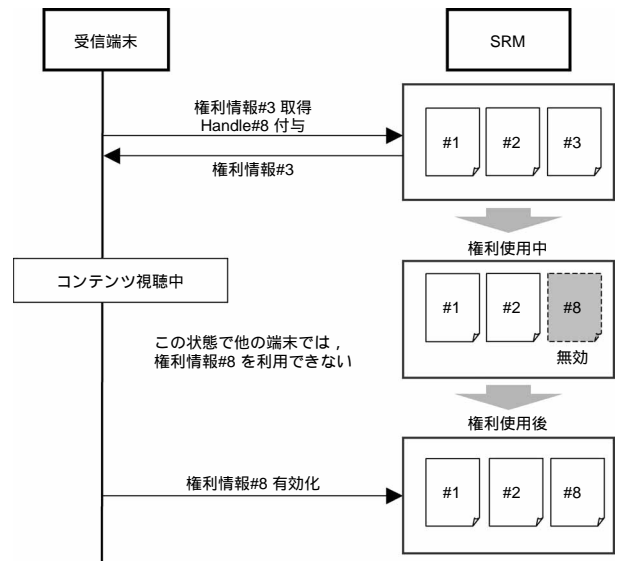 受信端末
SRM
権利情報#3 取得
Handle#8 付与
#1
#2
#3
権利情報#3
権利使用中
コンテンツ視聴中
#1
#2
#8
無効
この状態で他の端末では，
権利情報#8 を利用できない
権利使用後
権利情報#8 有効化
#1
#2
#8